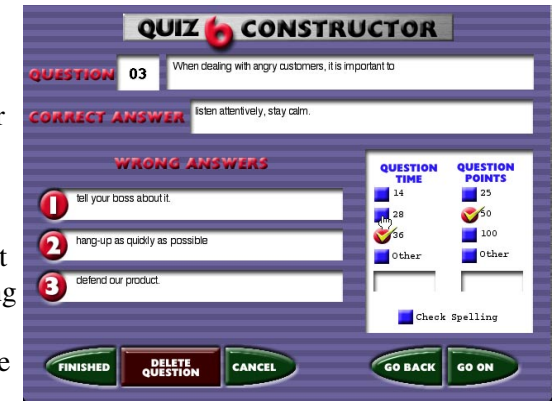 QUIZ 6 CONSTRUCTOR
QUESTION 03 When dealing with angry customers, it is important to
CORRECT ANSWER listen attentively, stay calm.
WRONG ANSWERS
1 tell your boss about it.
2 hang-up as quickly as possible
3 defend our product.
QUESTION TIME
14
28
36
Other
QUESTION POINTS
25
50
100
Other
Check Spelling
FINISHED DELETE QUESTION CANCEL GO BACK GO ON
r
t
g
e